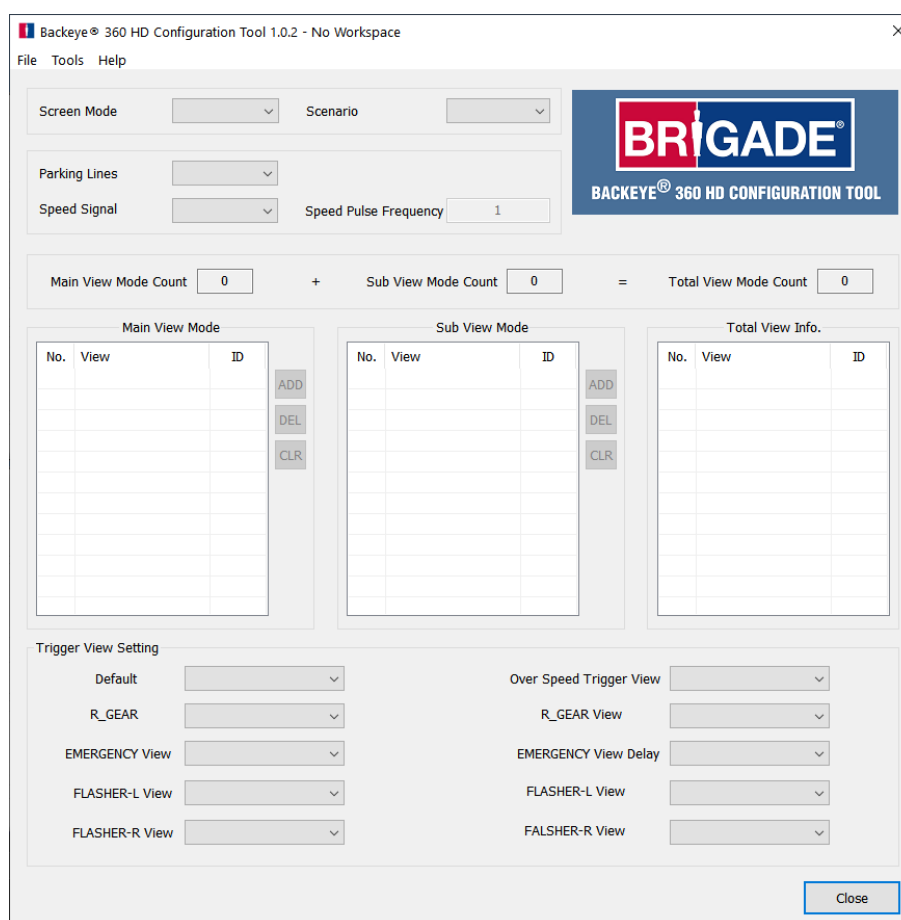 Backeye® 360 HD Configuration Tool 1.0.2 - No Workspace
File Tools Help
Screen Mode Scenario
BRIGADE®
BACKEYE® 360 HD CONFIGURATION TOOL
Parking Lines
Speed Signal Speed Pulse Frequency 1
Main View Mode Count 0 + Sub View Mode Count 0 = Total View Mode Count 0
Main View Mode Sub View Mode Total View Info.
No. View ID No. View ID No. View ID
ADD ADD
DEL DEL
CLR CLR
Trigger View Setting
Default Over Speed Trigger View
R_GEAR R_GEAR View
EMERGENCY View EMERGENCY View Delay
FLASHER-L View FLASHER-L View
FLASHER-R View FALSHER-R View
Close